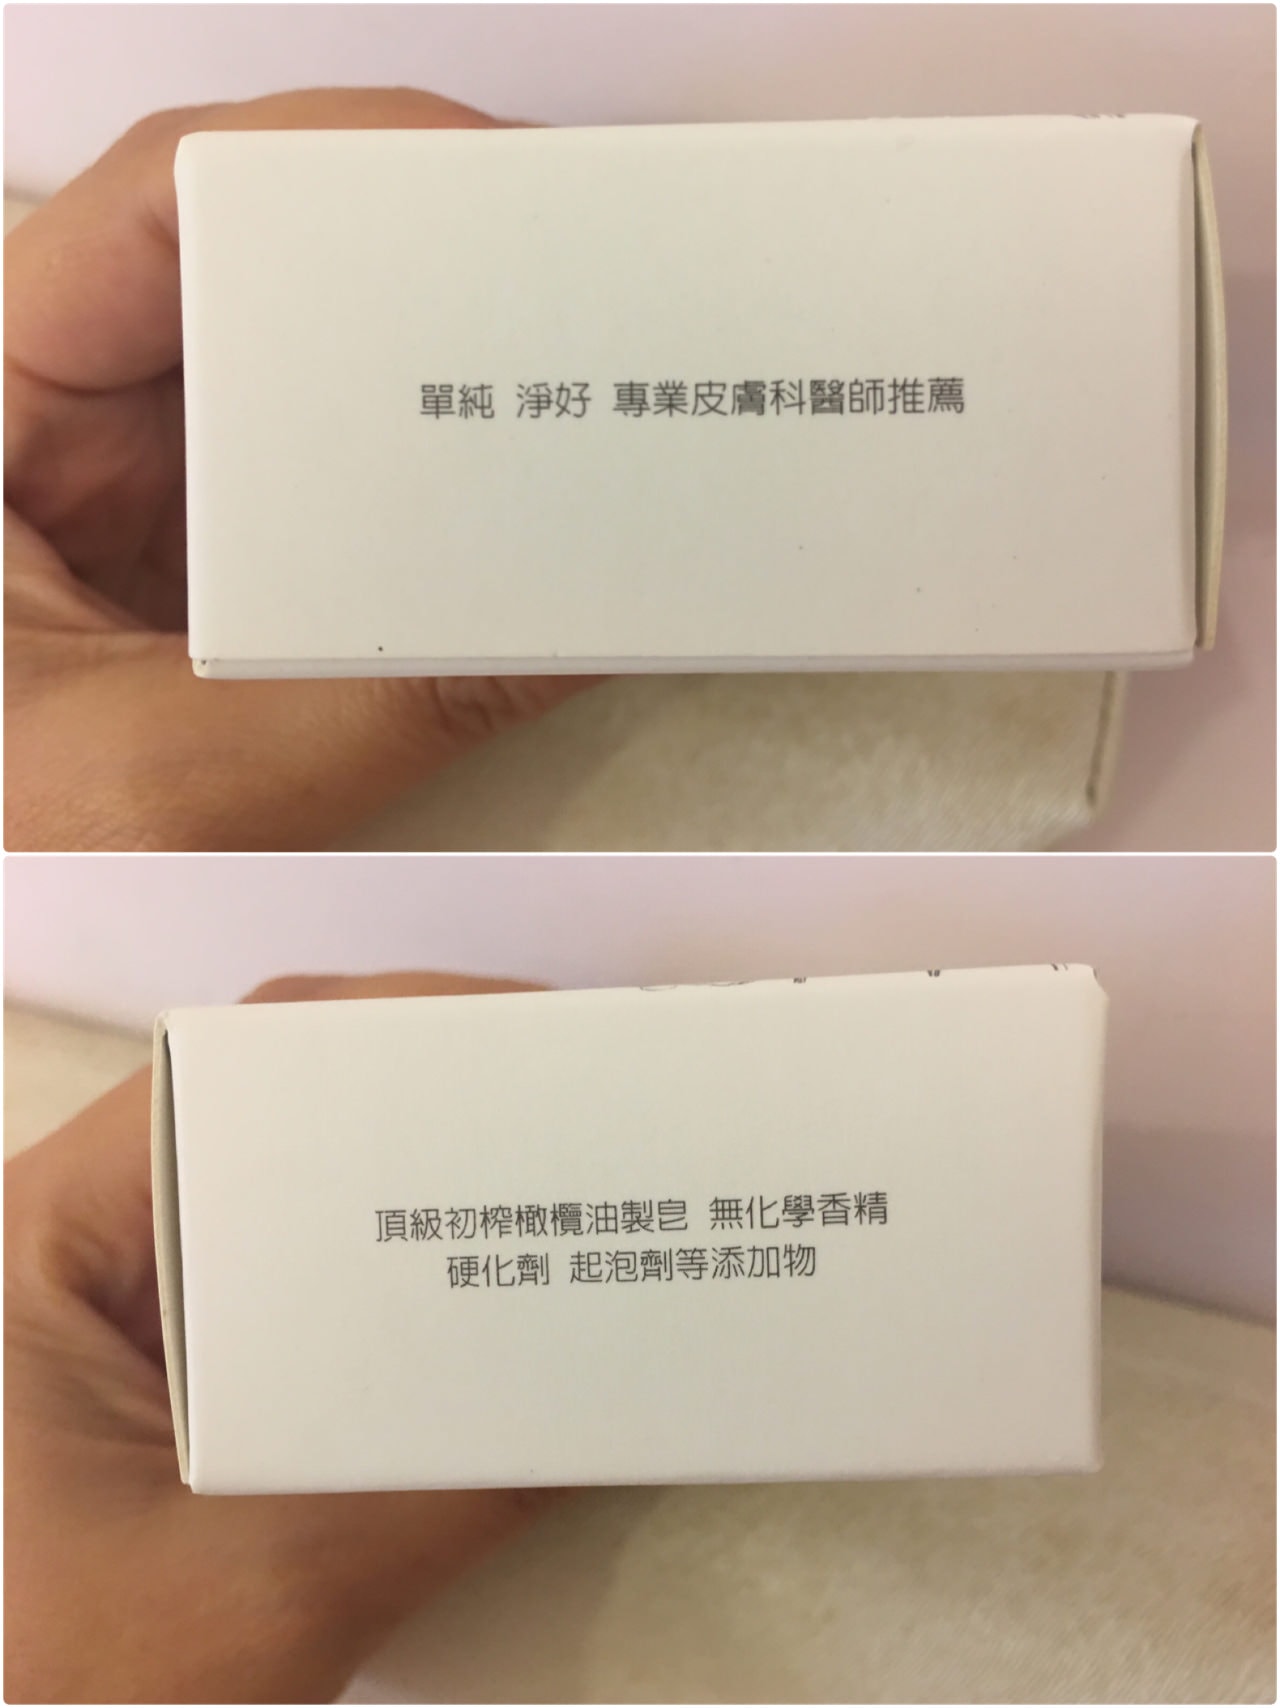 單純 淨好 專業皮膚科醫師推薦
頂級初榨橄欖油製皂 無化學香精
硬化劑 起泡劑等添加物